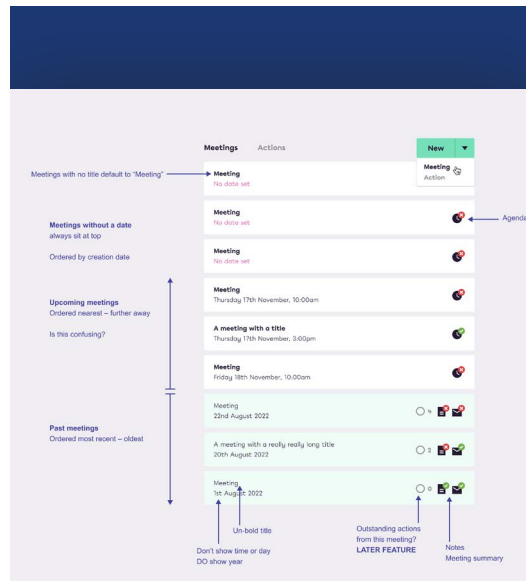 Meetings Actions
New
Meeting
Action
Meetings with no title default to “Meeting”
Meeting
No date set
Meetings without a date
always sit at top
Ordered by creation date
Meeting
No date set
Agenda
Meeting
No date set
Upcoming meetings
Ordered nearest – further away
Is this confusing?
Meeting
Thursday 17th November, 10:00am
A meeting with a title
Thursday 17th November, 3:00pm
Meeting
Friday 18th November, 10:00am
Past meetings
Ordered most recent – oldest
Meeting
22nd August 2022
4
A meeting with a really really long title
20th August 2022
2
Meeting
1st August 2022
0
Un-bold title
Don't show time or day
DO show year
Outstanding actions
from this meeting?
LATER FEATURE
Notes
Meeting summary